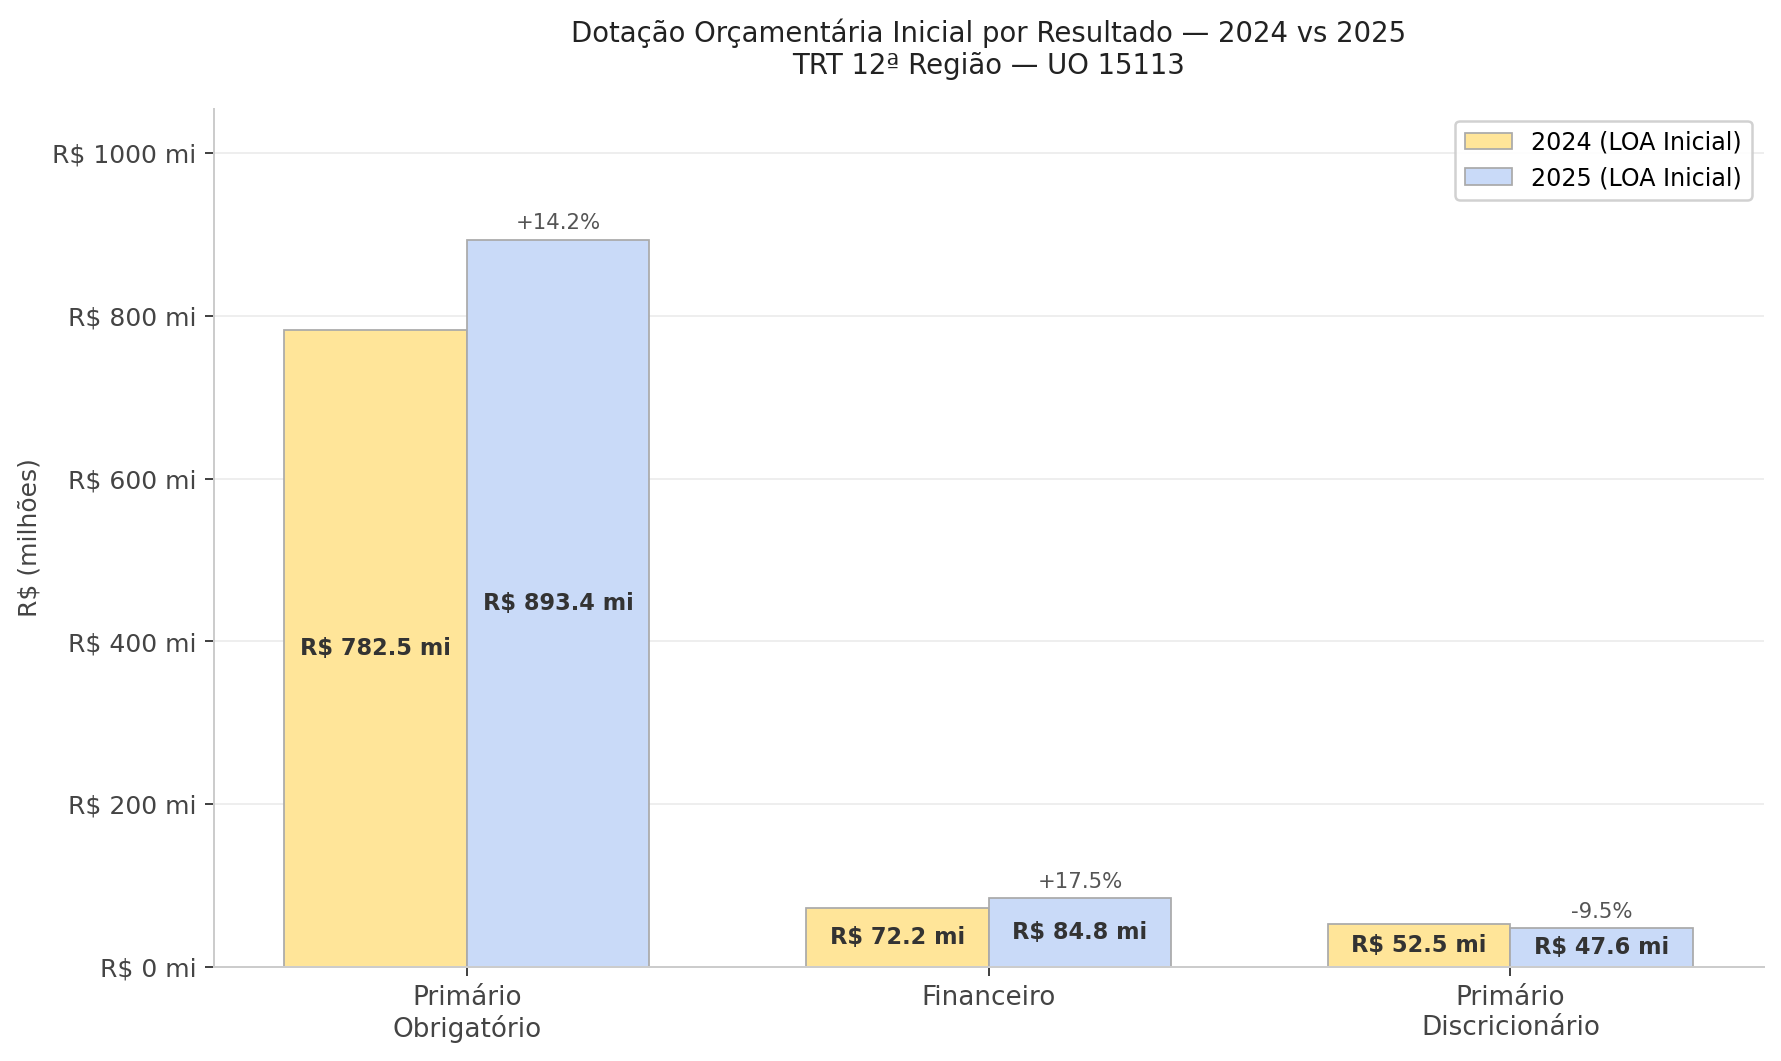 Dotação Orçamentária Inicial por Resultado — 2024 vs 2025
TRT 12ª Região — UO 15113
2024 (LOA Inicial)
2025 (LOA Inicial)
R$ (milhões)
R$ 1000 mi
R$ 800 mi
R$ 600 mi
R$ 400 mi
R$ 200 mi
R$ 0 mi
+14.2%
R$ 782.5 mi
R$ 893.4 mi
+17.5%
R$ 72.2 mi
R$ 84.8 mi
-9.5%
R$ 52.5 mi
R$ 47.6 mi
Primário
Obrigatório
Financeiro
Primário
Discricionário